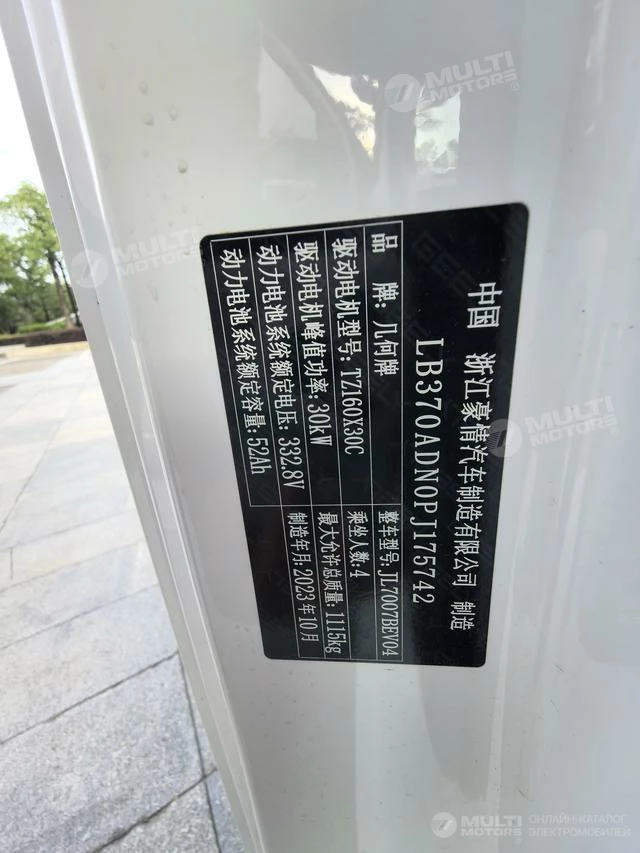 中国 浙江豪情汽车制造有限公司 制造
LB370ADN0PJ175742
品 牌: 几何牌 整车型号: JL7007BEV04
驱动电机型号: TZ160X30C 乘坐人数: 4
驱动电机峰值功率: 30kW 最大允许总质量: 1115kg
动力电池系统额定电压: 332.8V 制造年月: 2023年10月
动力电池系统额定容量: 52Ah
MULTI
MOTORS®
MULTI
MOTORS
MULTI
MOTORS
MULTI
MOTORS®
ОНЛАЙН-КАТАЛОГ
ЭЛЕКТРОМОБИЛЕЙ